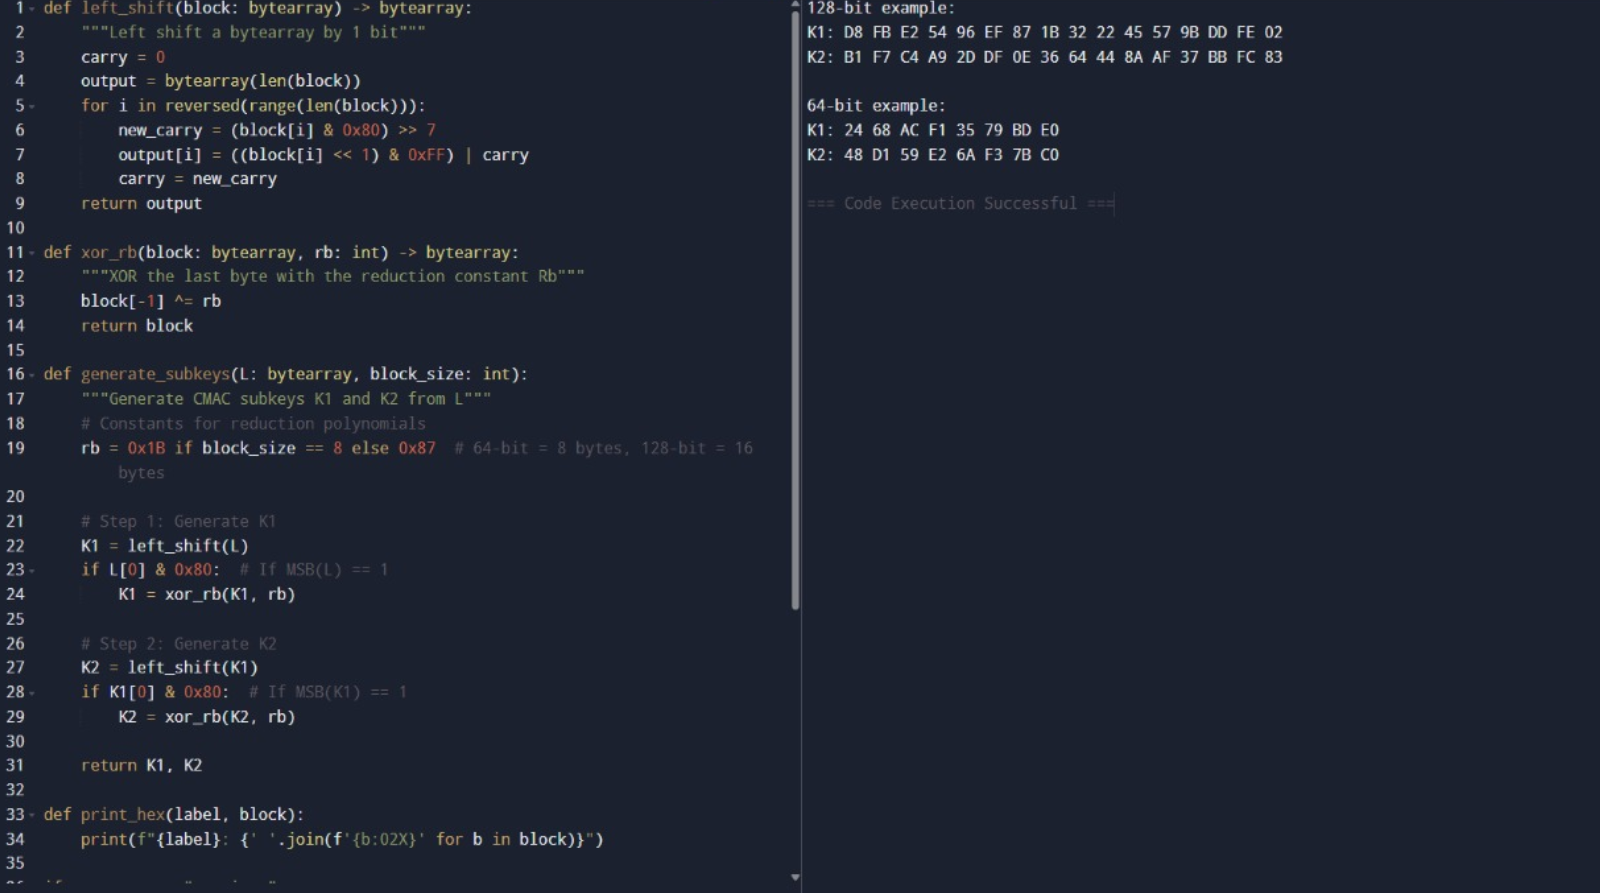 1 def left_shift(block: bytearray) -> bytearray:
2     """Left shift a bytearray by 1 bit"""
3     carry = 0
4     output = bytearray(len(block))
5     for i in reversed(range(len(block))):
6         new_carry = (block[i] & 0x80) >> 7
7         output[i] = ((block[i] << 1) & 0xFF) | carry
8         carry = new_carry
9     return output
10
11 def xor_rb(block: bytearray, rb: int) -> bytearray:
12     """XOR the last byte with the reduction constant Rb"""
13     block[-1] ^= rb
14     return block
15
16 def generate_subkeys(L: bytearray, block_size: int):
17     """Generate CMAC subkeys K1 and K2 from L"""
18     # Constants for reduction polynomials
19     rb = 0x1B if block_size == 8 else 0x87  # 64-bit = 8 bytes, 128-bit = 16
        bytes
20
21     # Step 1: Generate K1
22     K1 = left_shift(L)
23     if L[0] & 0x80:  # If MSB(L) == 1
24         K1 = xor_rb(K1, rb)
25
26     # Step 2: Generate K2
27     K2 = left_shift(K1)
28     if K1[0] & 0x80:  # If MSB(K1) == 1
29         K2 = xor_rb(K2, rb)
30
31     return K1, K2
32
33 def print_hex(label, block):
34     print(f"{label}: {' '.join(f'{b:02X}' for b in block)}")
35
128-bit example:
K1: D8 FB E2 54 96 EF 87 1B 32 22 45 57 9B DD FE 02
K2: B1 F7 C4 A9 2D DF 0E 36 64 44 8A AF 37 BB FC 83
64-bit example:
K1: 24 68 AC F1 35 79 BD E0
K2: 48 D1 59 E2 6A F3 7B C0
=== Code Execution Successful ===